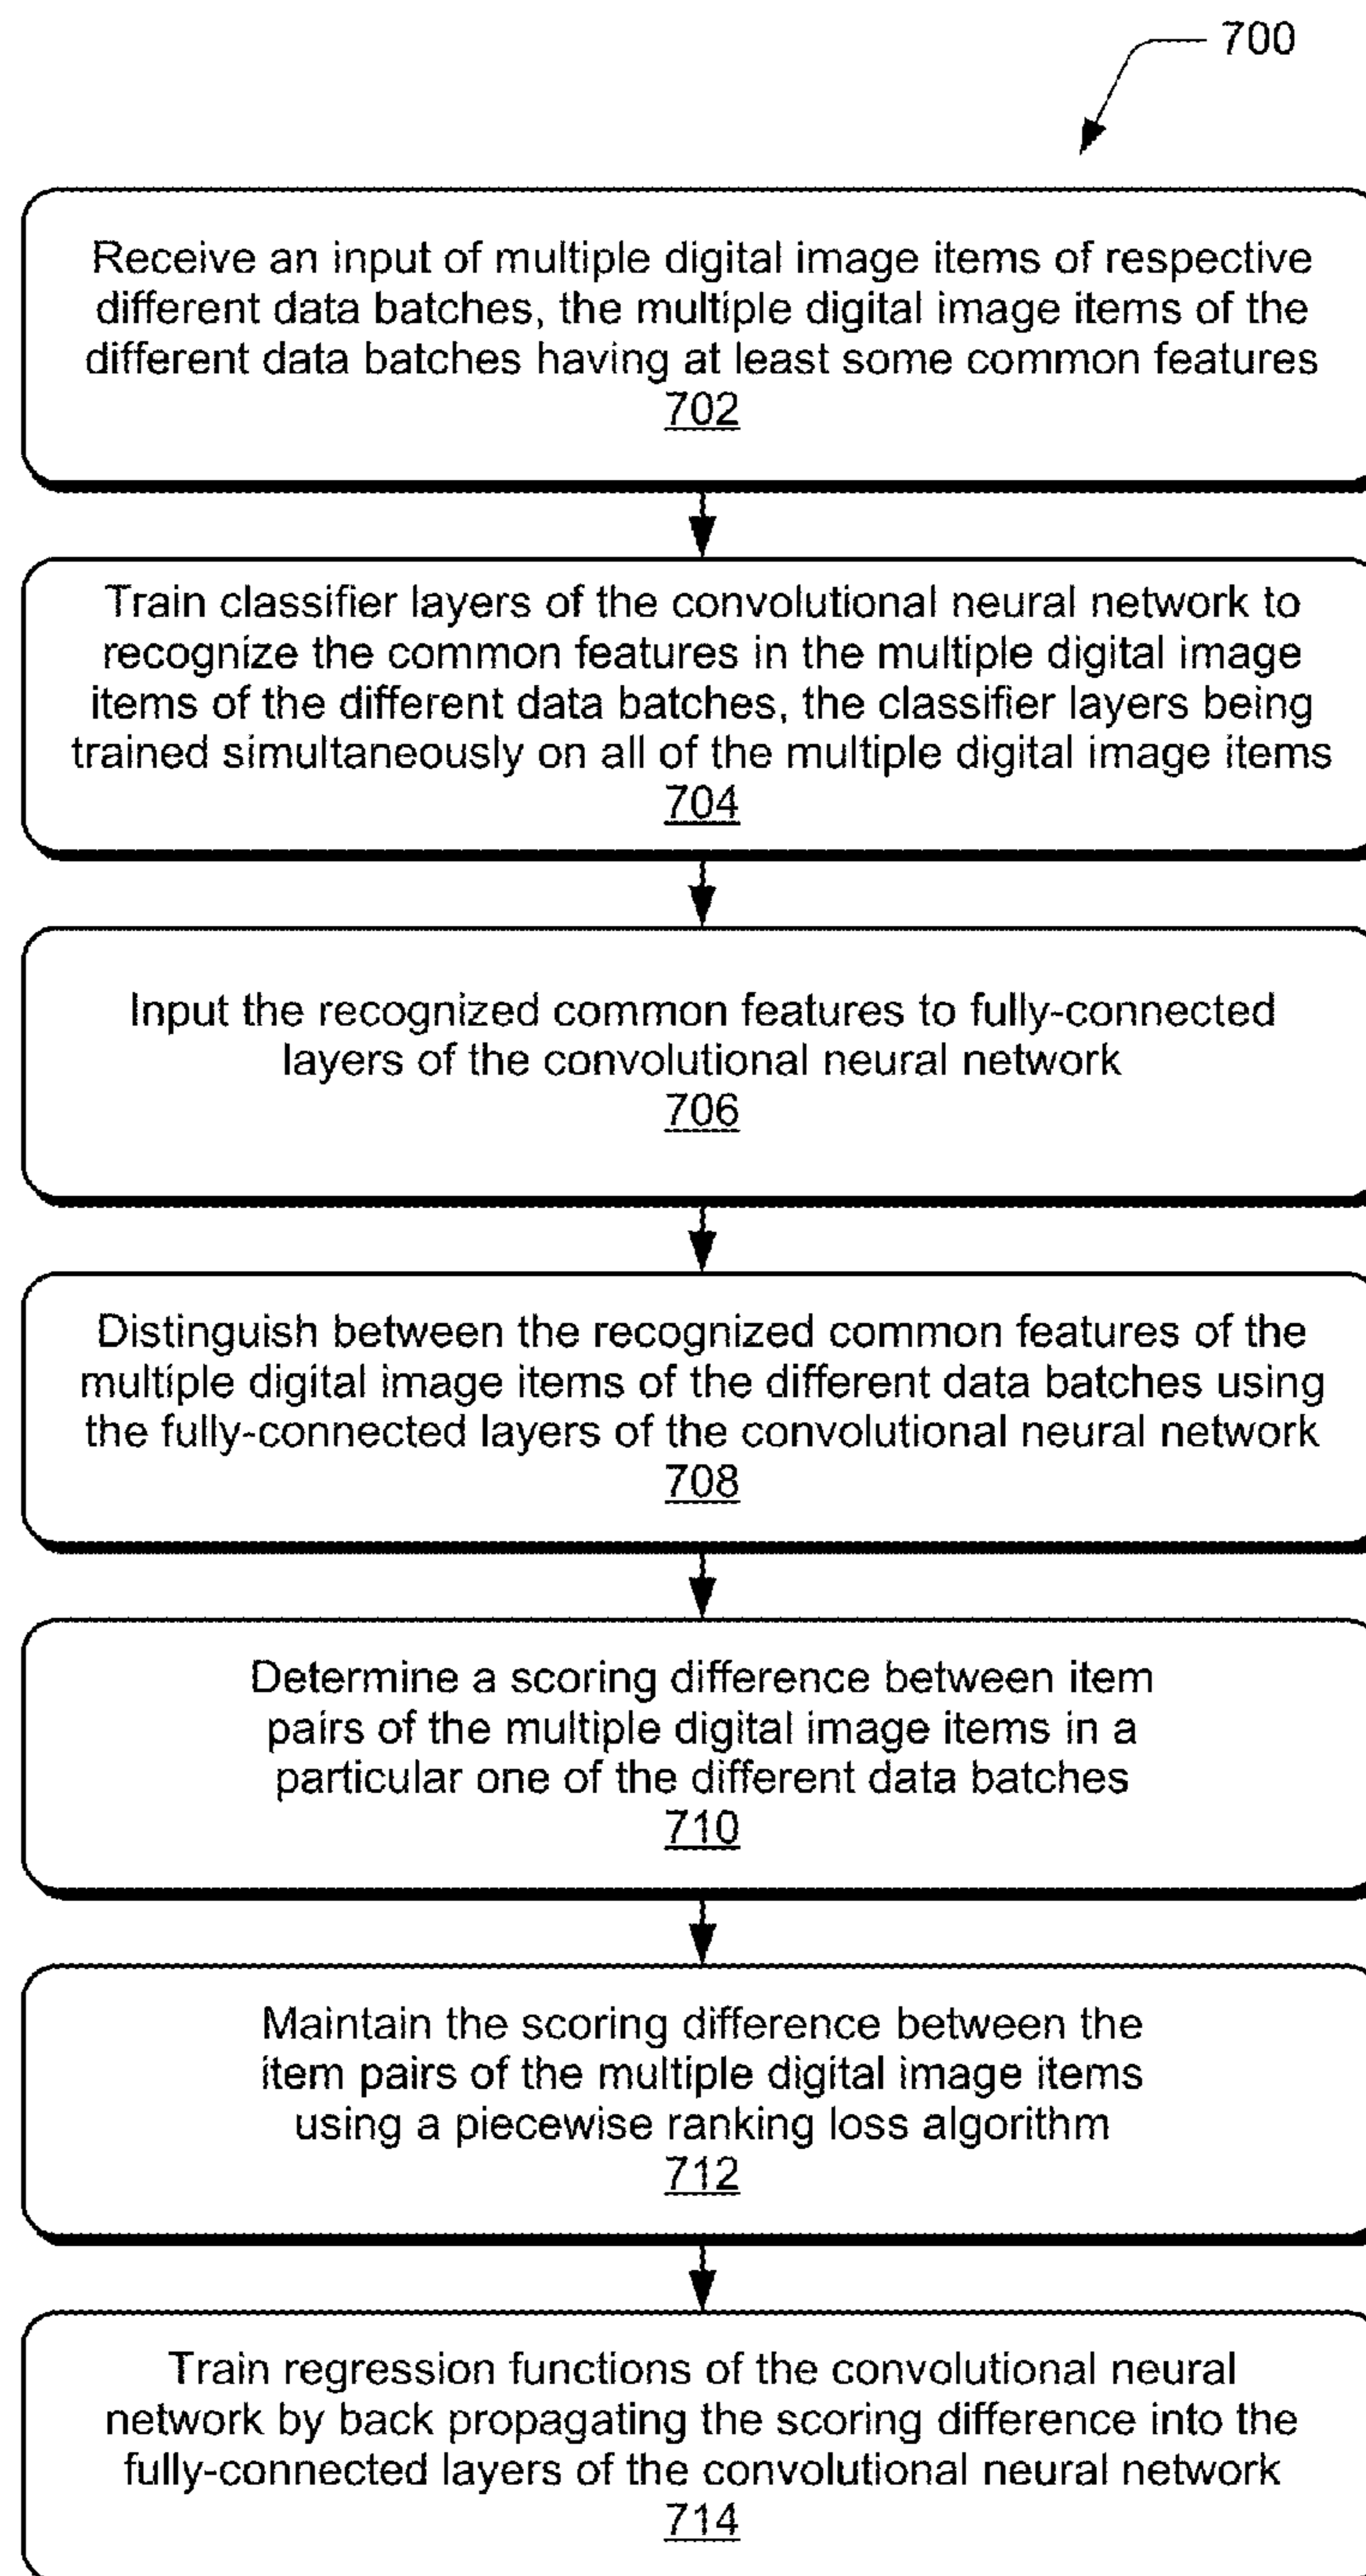 700
Receive an input of multiple digital image items of respective
different data batches, the multiple digital image items of the
different data batches having at least some common features
702
Train classifier layers of the convolutional neural network to
recognize the common features in the multiple digital image
items of the different data batches, the classifier layers being
trained simultaneously on all of the multiple digital image items
704
Input the recognized common features to fully-connected
layers of the convolutional neural network
706
Distinguish between the recognized common features of the
multiple digital image items of the different data batches using
the fully-connected layers of the convolutional neural network
708
Determine a scoring difference between item
pairs of the multiple digital image items in a
particular one of the different data batches
710
Maintain the scoring difference between the
item pairs of the multiple digital image items
using a piecewise ranking loss algorithm
712
Train regression functions of the convolutional neural
network by back propagating the scoring difference into the
fully-connected layers of the convolutional neural network
714